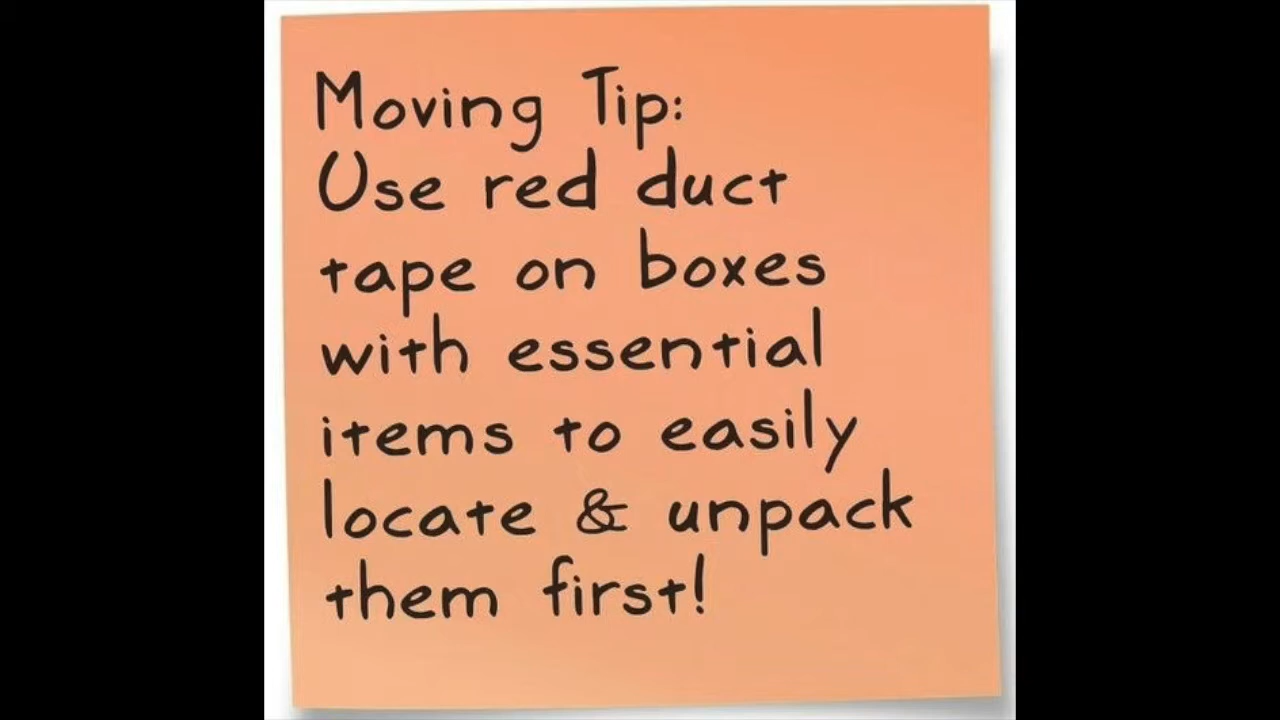 Moving Tip:
Use red duct
tape on boxes
with essential
items to easily
locate & unpack
them first!